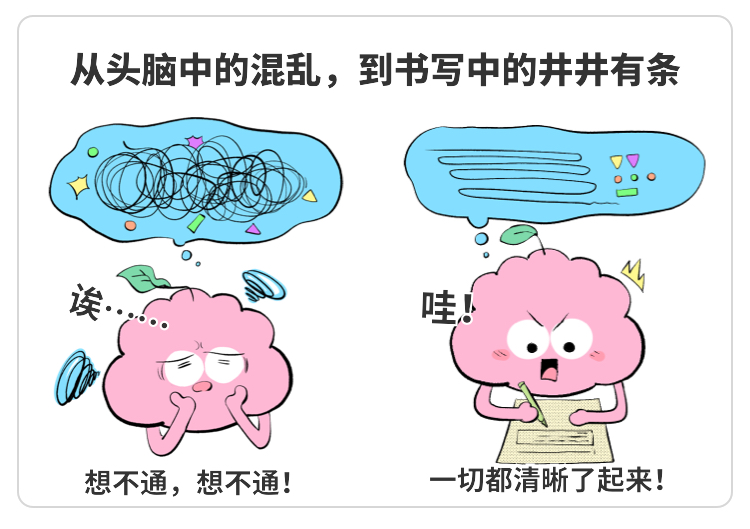 从头脑中的混乱，到书写中的井井有条
诶……
哇！
想不通，想不通！
一切都清晰了起来！